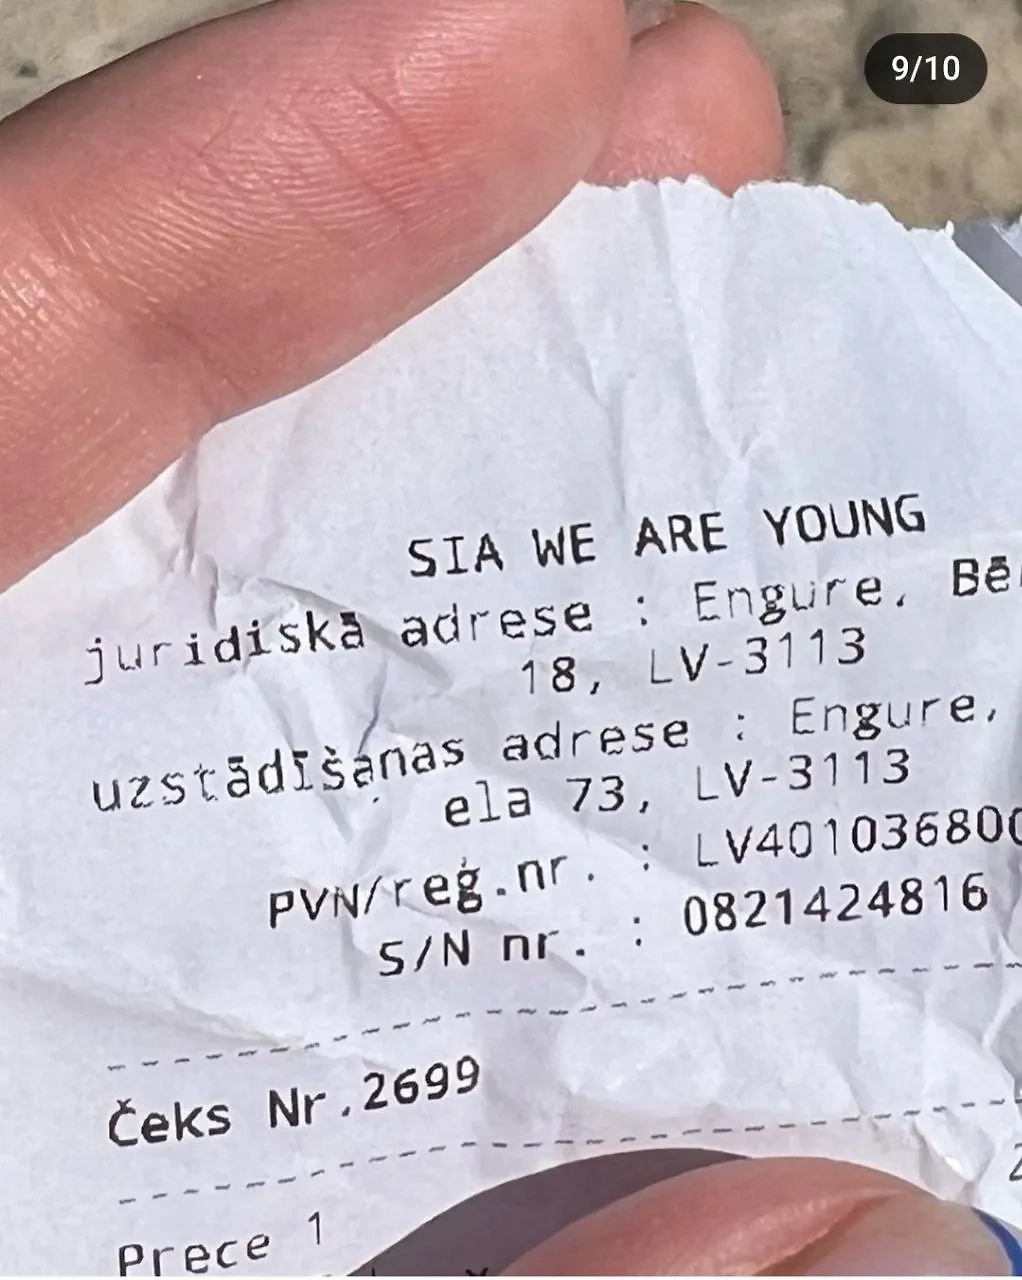 9/10
SIA WE ARE YOUNG
juridiskā adrese : Engure,
18, LV-3113
uzstādīšanas adrese : Engure,
ela 73, LV-3113
PVN/reģ.nr. : LV401036800
S/N nr. : 0821424816
Čeks Nr.2699
Prece 1